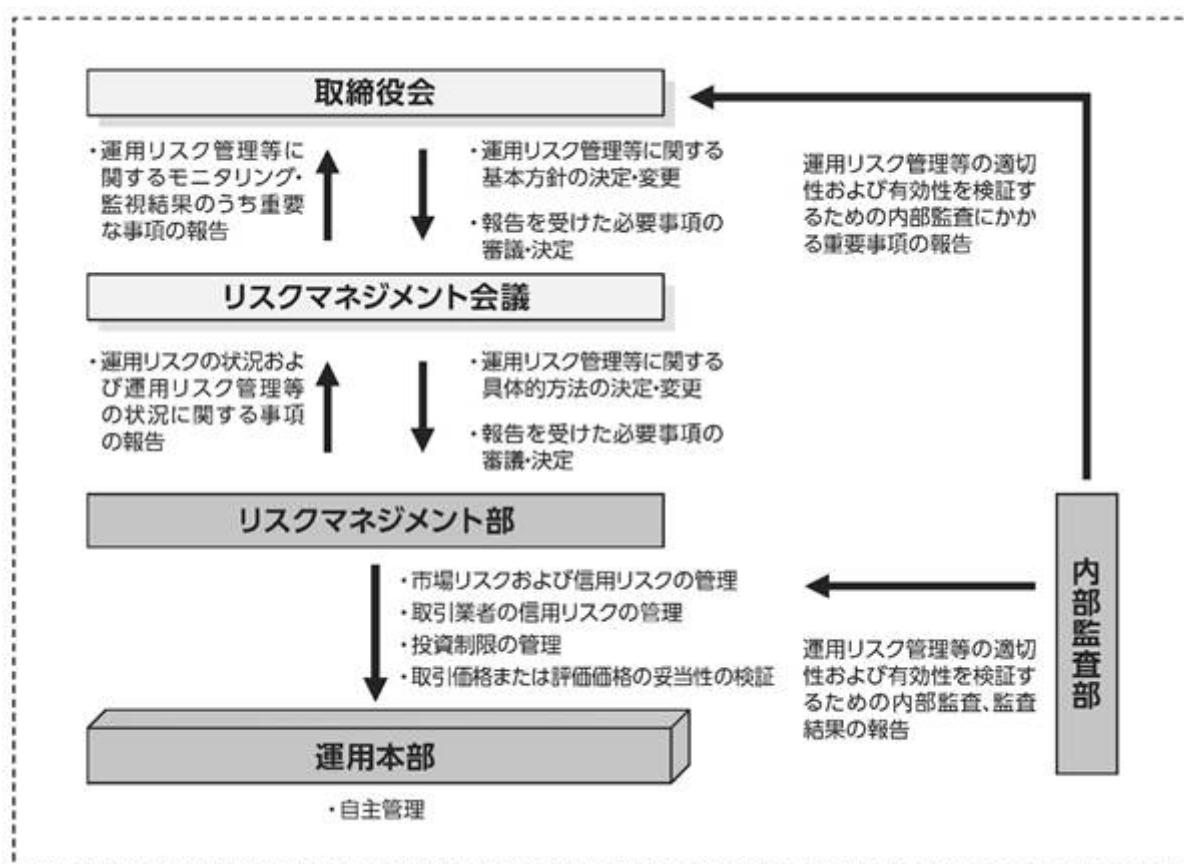 取締役会
・運用リスク管理等に
関するモニタリング・
監視結果のうち重要
な事項の報告
・運用リスク管理等に関する
基本方針の決定・変更
・報告を受けた必要事項の
審議・決定
運用リスク管理等の適切
性および有効性を検証す
るための内部監査にかか
る重要事項の報告
リスクマネジメント会議
・運用リスクの状況およ
び運用リスク管理等
の状況に関する事項
の報告
・運用リスク管理等に関する
具体的方法の決定・変更
・報告を受けた必要事項の
審議・決定
リスクマネジメント部
・市場リスクおよび信用リスクの管理
・取引業者の信用リスクの管理
・投資制限の管理
・取引価格または評価価格の妥当性の検証
内部監査部
運用リスク管理等の適切
性および有効性を検証す
るための内部監査、監査
結果の報告
運用本部
・自主管理